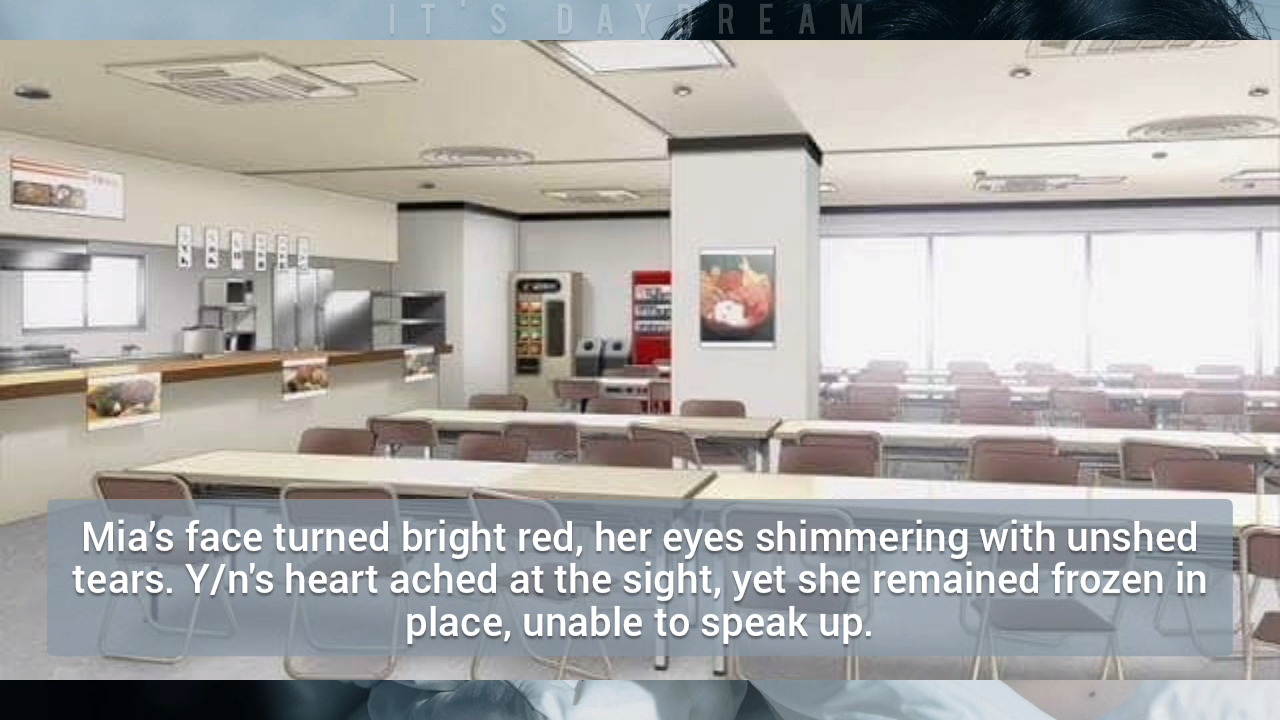 IT'S DAYDREAM
Mia's face turned bright red, her eyes shimmering with unshed
tears. Y/n's heart ached at the sight, yet she remained frozen in
place, unable to speak up.